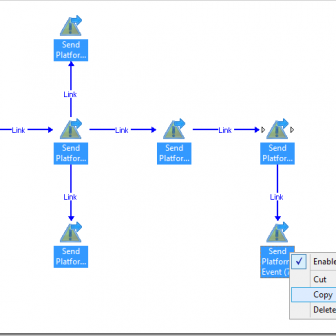 Send
Platfor...
Link
Link
Link
Link
Send
Platfor...
Send
Platfor...
Send
Platfor...
Link
Link
Send
Platfor...
Send
Platform
Event (
Enable
Cut
Copy
Delete